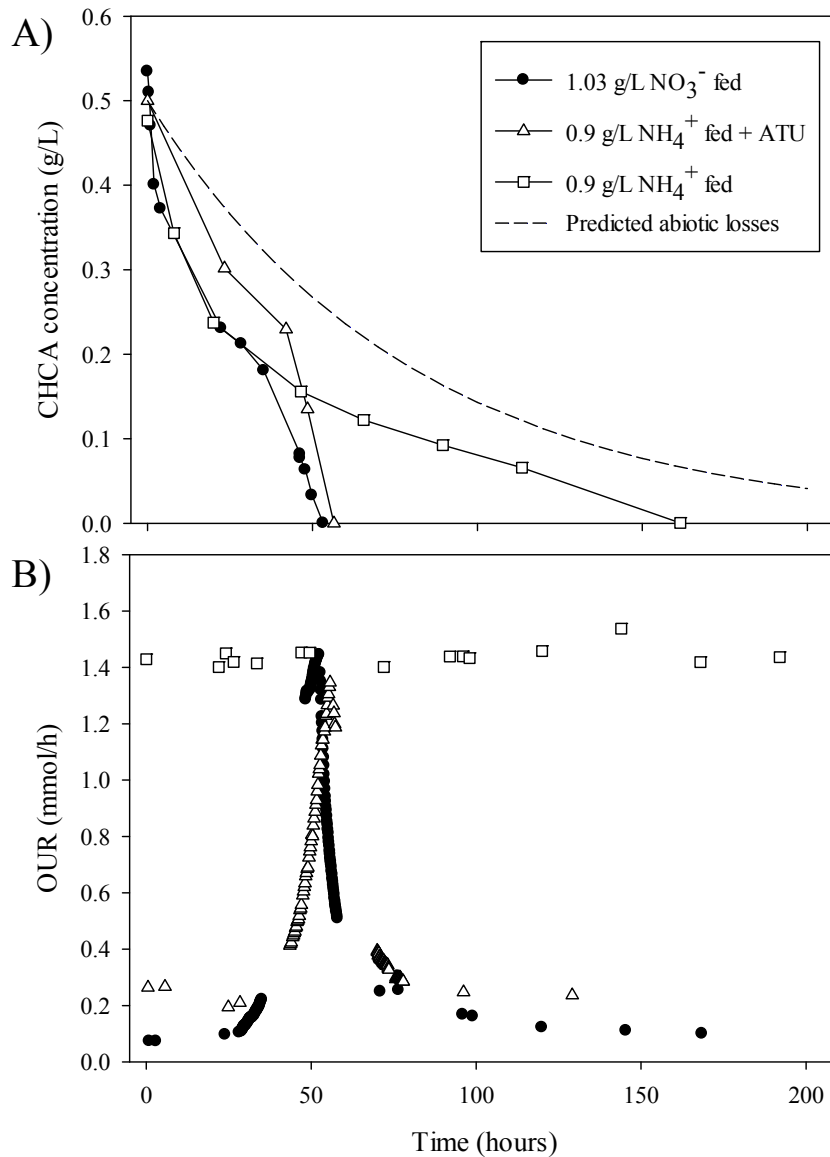 A)
0.6
0.5
0.4
0.3
0.2
0.1
0.0
CHCA concentration (g/L)
1.03 g/L NO3- fed
0.9 g/L NH4+ fed + ATU
0.9 g/L NH4+ fed
Predicted abiotic losses
B)
1.8
1.6
1.4
1.2
1.0
0.8
0.6
0.4
0.2
0.0
OUR (mmol/h)
0 50 100 150 200
Time (hours)